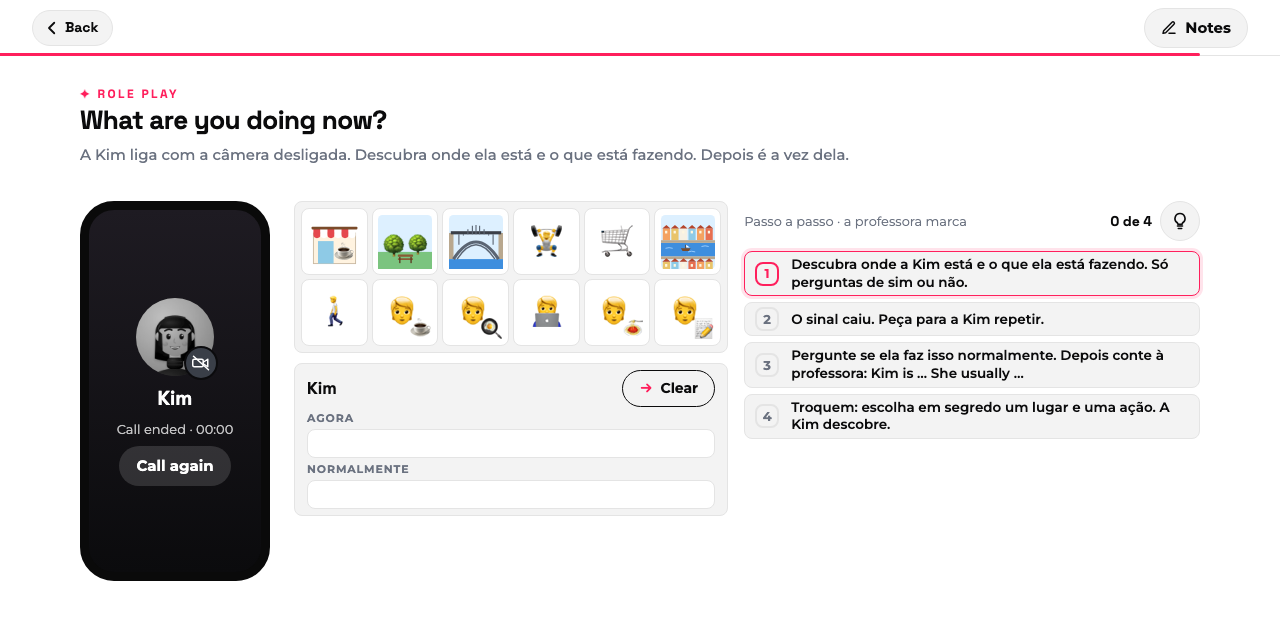 Back
Notes
ROLE PLAY
What are you doing now?
A Kim liga com a câmera desligada. Descubra onde ela está e o que está fazendo. Depois é a vez dela.
Kim
Call ended · 00:00
Call again
Kim
Clear
AGORA
NORMALMENTE
Passo a passo · a professora marca
0 de 4
1
Descubra onde a Kim está e o que ela está fazendo. Só
perguntas de sim ou não.
2
O sinal caiu. Peça para a Kim repetir.
3
Pergunte se ela faz isso normalmente. Depois conte à
professora: Kim is ... She usually ...
4
Troquem: escolha em segredo um lugar e uma ação. A
Kim descobre.